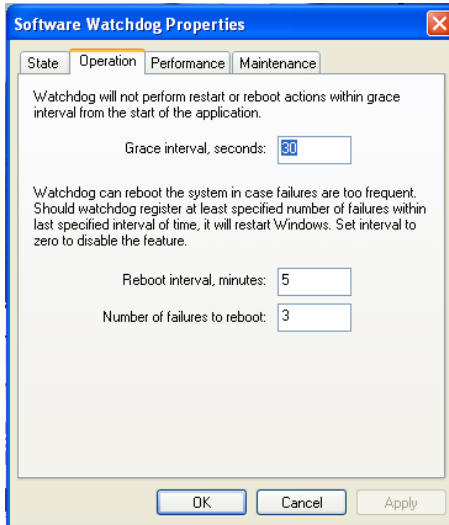 Software Watchdog Properties
State Operation Performance Maintenance
Watchdog will not perform restart or reboot actions within grace
interval from the start of the application.
Grace interval, seconds: 30
Watchdog can reboot the system in case failures are too frequent.
Should watchdog register at least specified number of failures within
last specified interval of time, it will restart Windows. Set interval to
zero to disable the feature.
Reboot interval, minutes: 5
Number of failures to reboot: 3
OK Cancel Apply